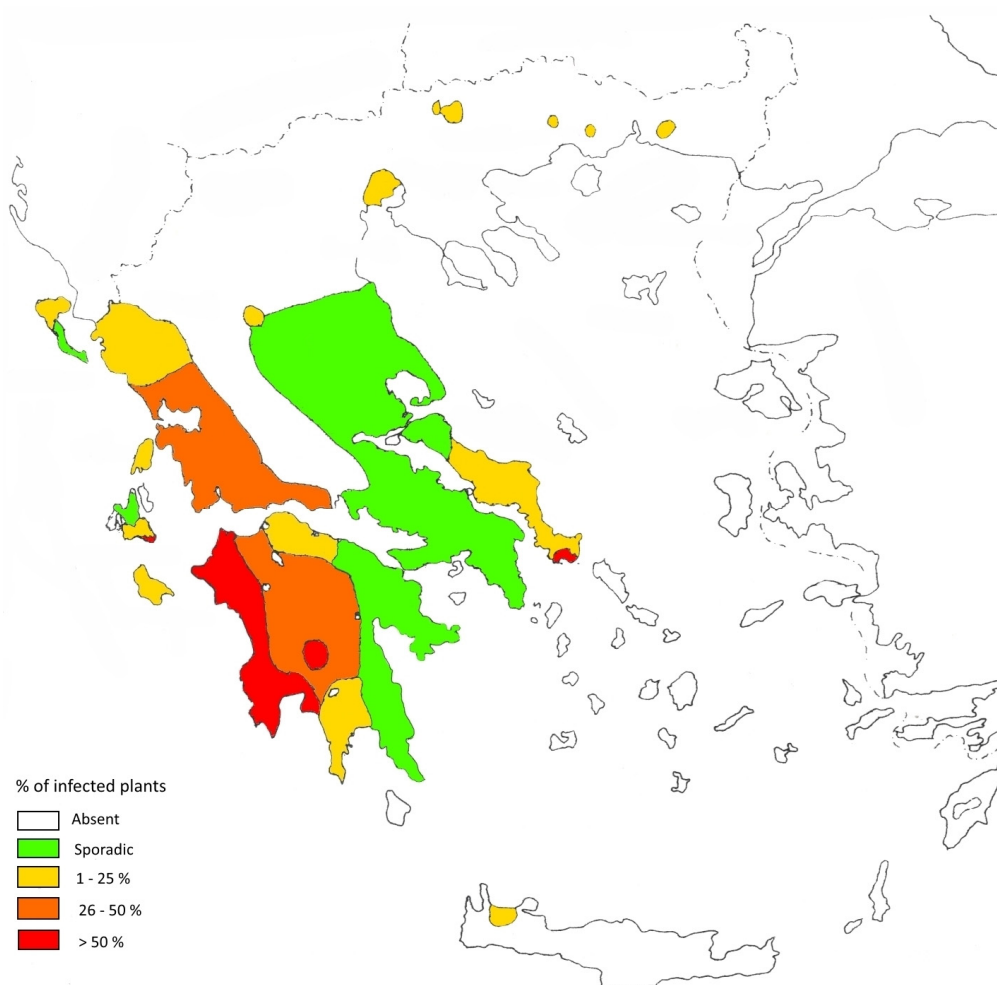 % of infected plants
Absent
Sporadic
1 - 25 %
26 - 50 %
> 50 %